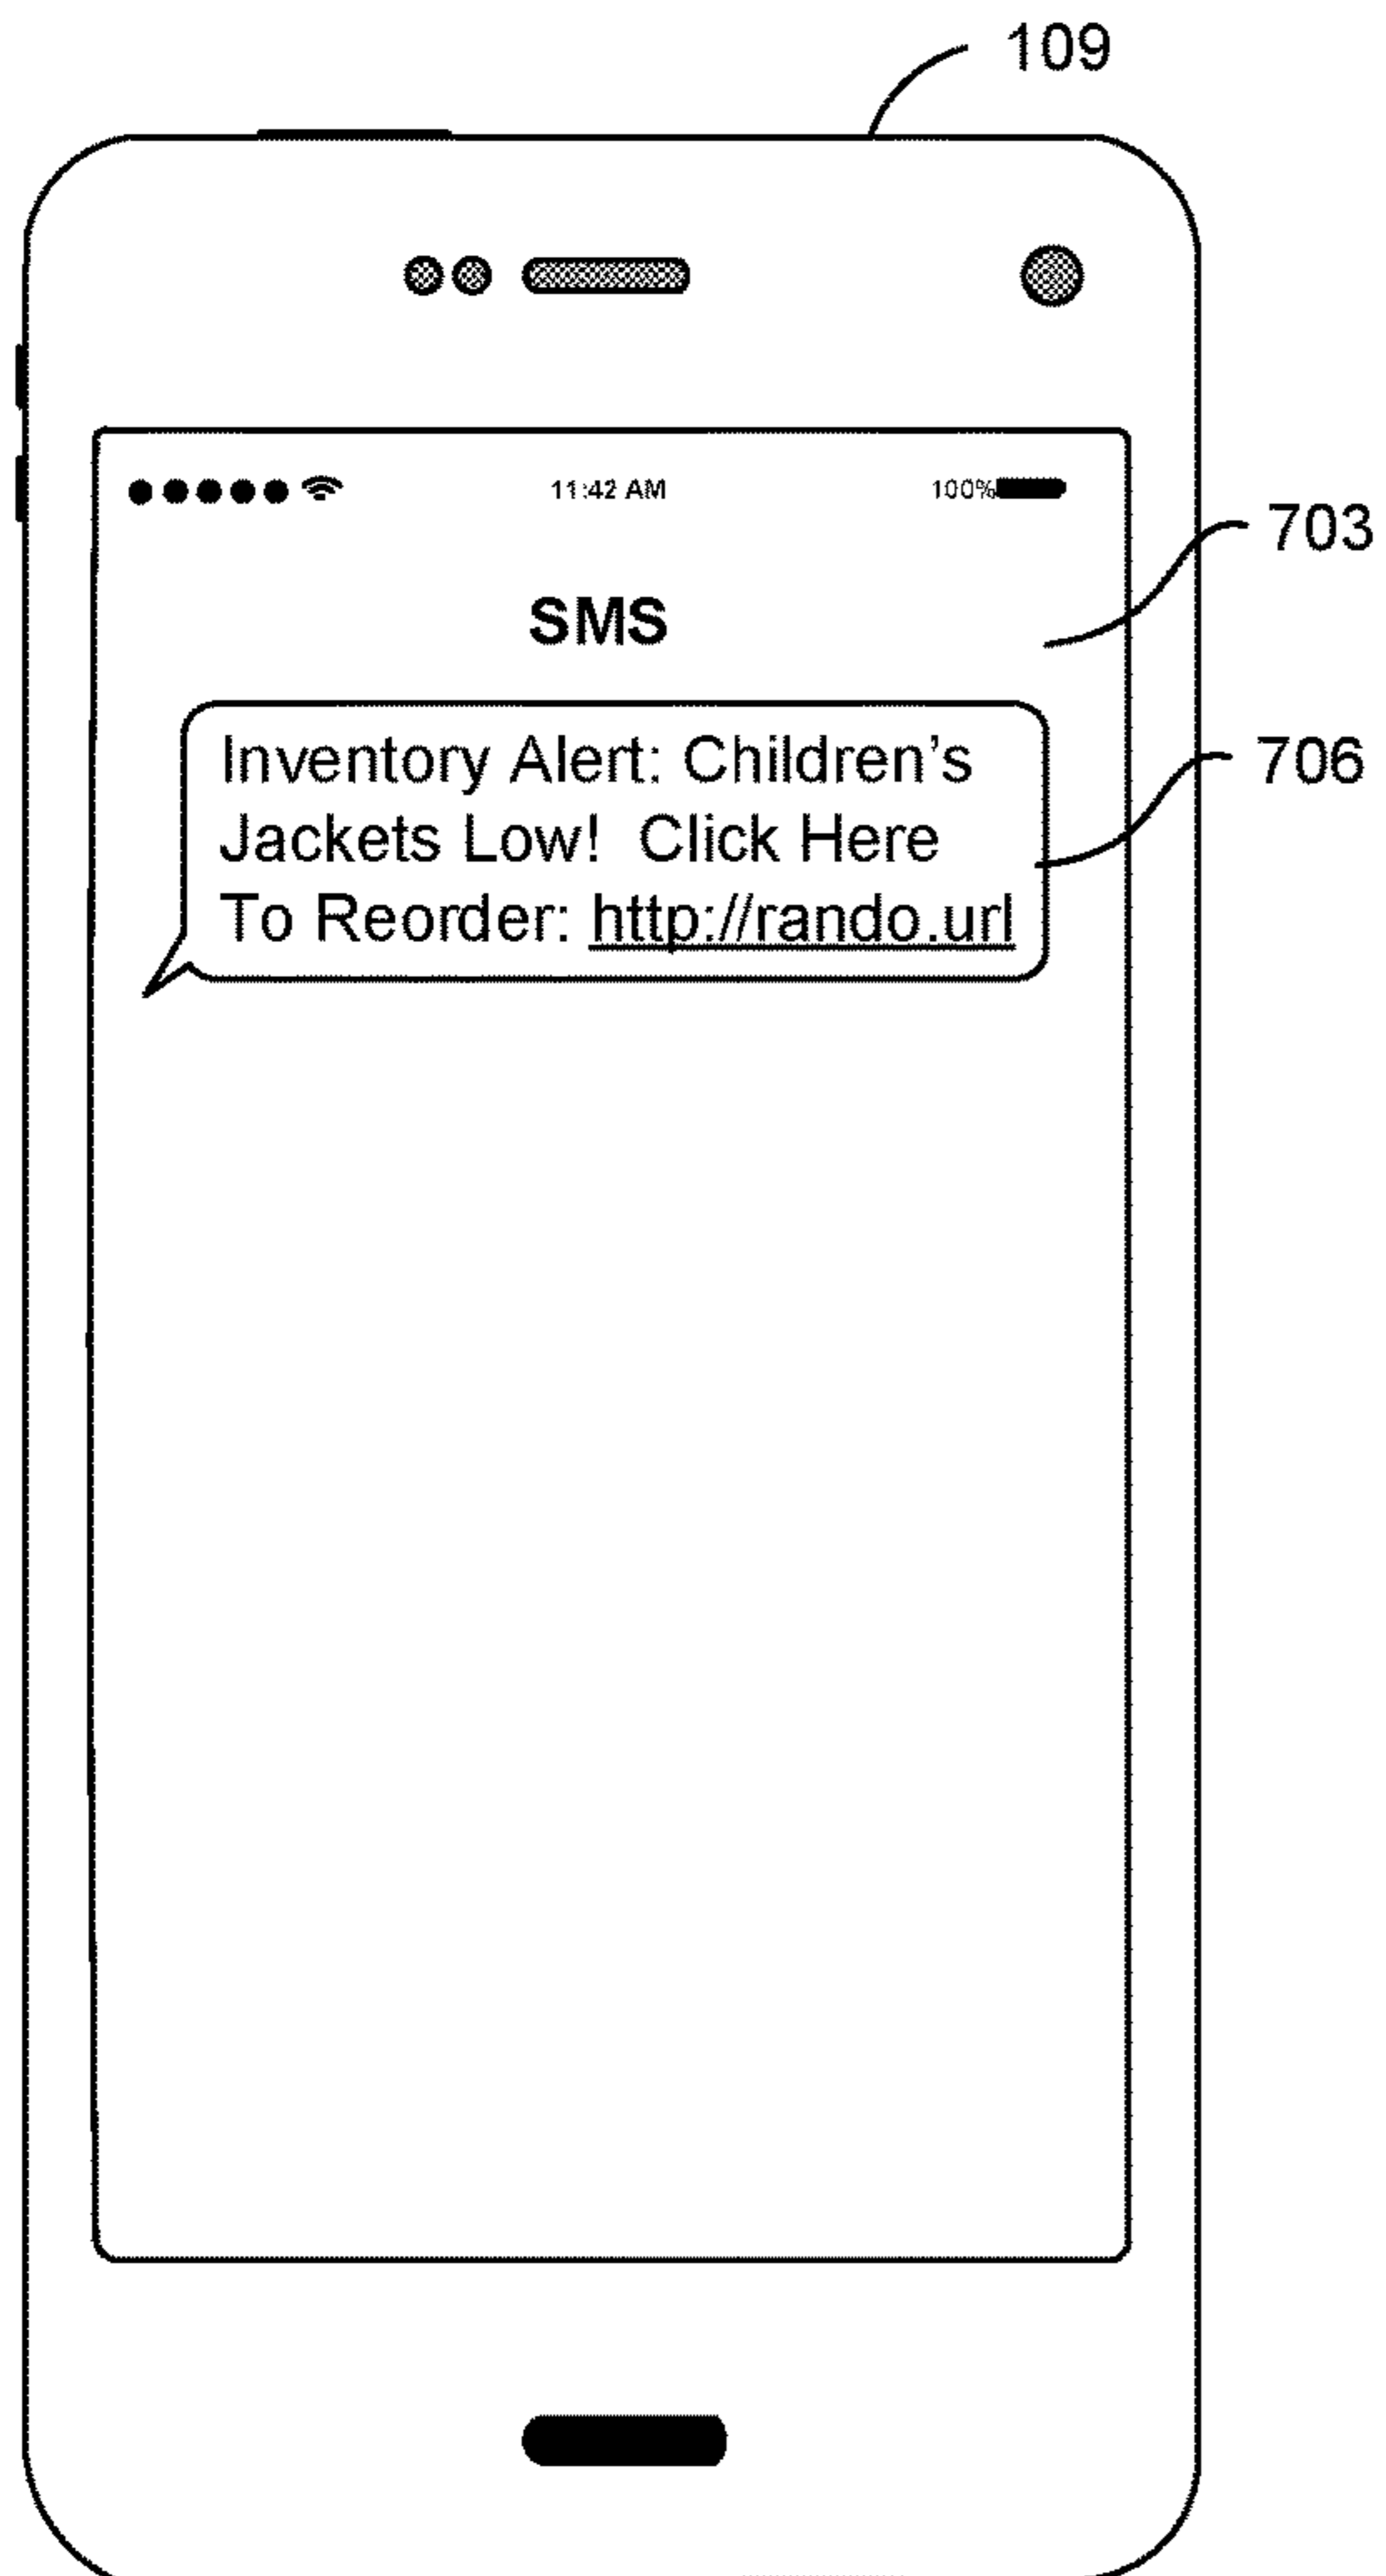 109
11:42 AM
100%
703
SMS
Inventory Alert: Children’s
706
Jackets Low!  Click Here
To Reorder: http://rando.url